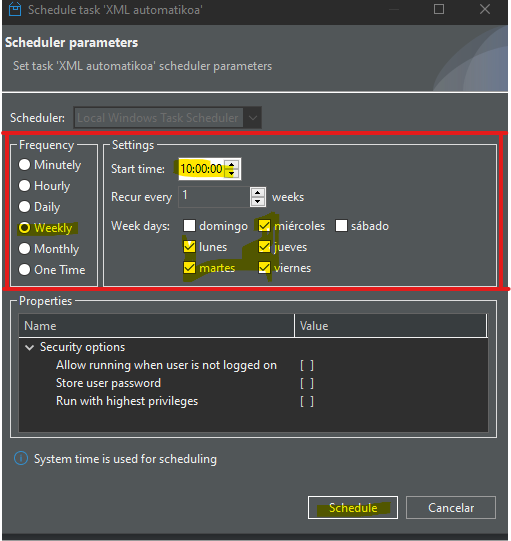 Schedule task 'XML automatikoa'
Scheduler parameters
Set task 'XML automatikoa' scheduler parameters
Scheduler: Local Windows Task Scheduler
Frequency
Minutely
Hourly
Daily
Weekly
Monthly
One Time
Settings
Start time: 10:00:00
Recur every 1 weeks
Week days: domingo miércoles sábado
lunes jueves
martes viernes
Properties
Name Value
Security options
Allow running when user is not logged on [ ]
Store user password [ ]
Run with highest privileges [ ]
System time is used for scheduling
Schedule Cancelar